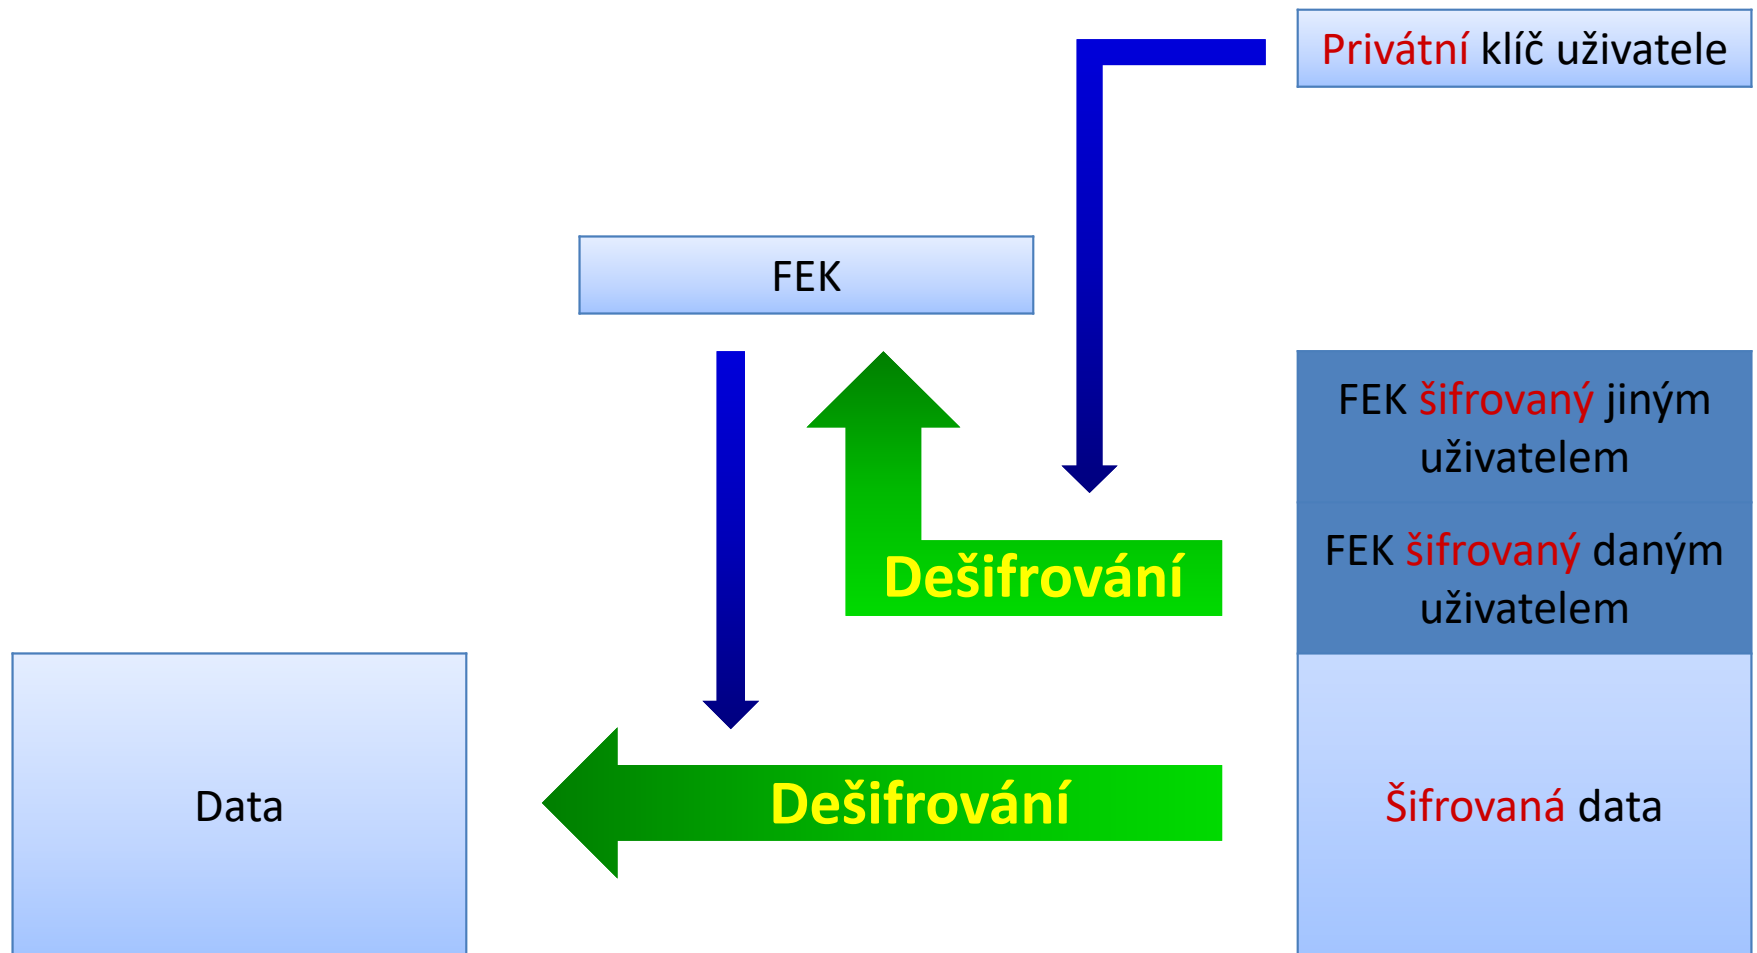 Privátní klíč uživatele
FEK
FEK šifrovaný jiným
uživatelem
FEK šifrovaný daným
uživatelem
Dešifrování
Data
Dešifrování
Šifrovaná data